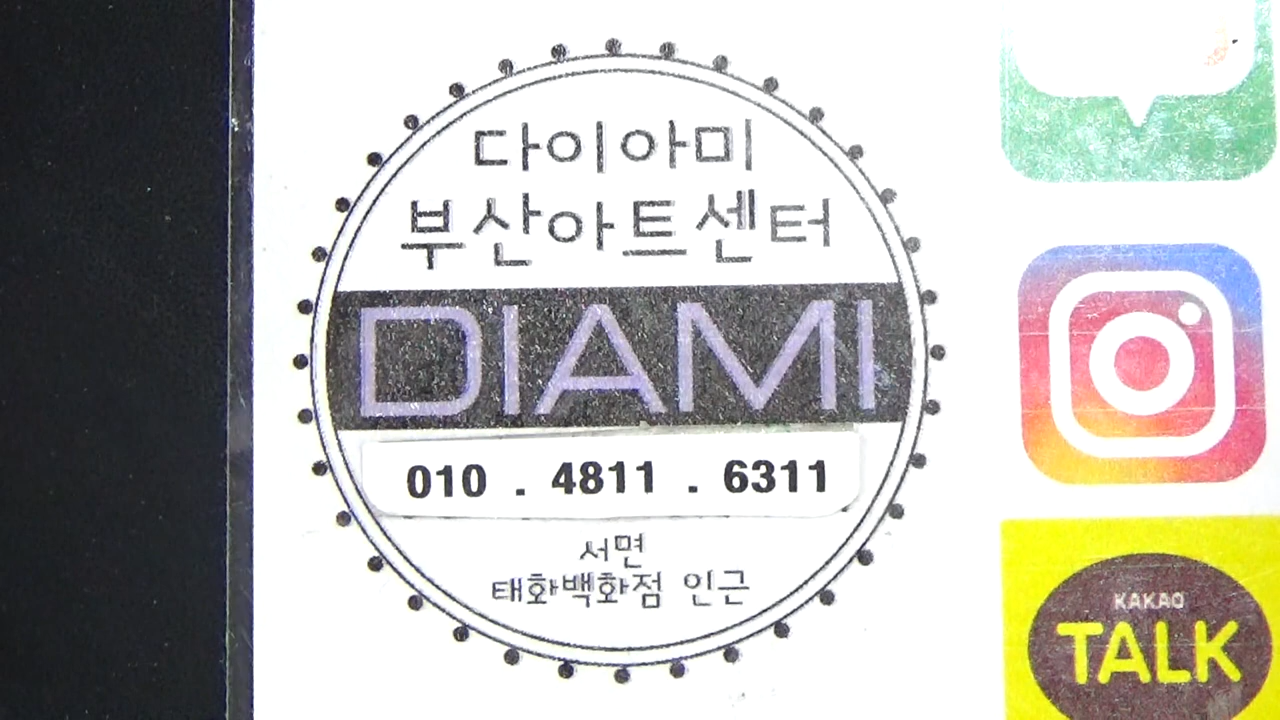 다이아미
부산아트센터
DIAMI
010 . 4811 . 6311
서면
태화백화점 인근
KAKAO
TALK